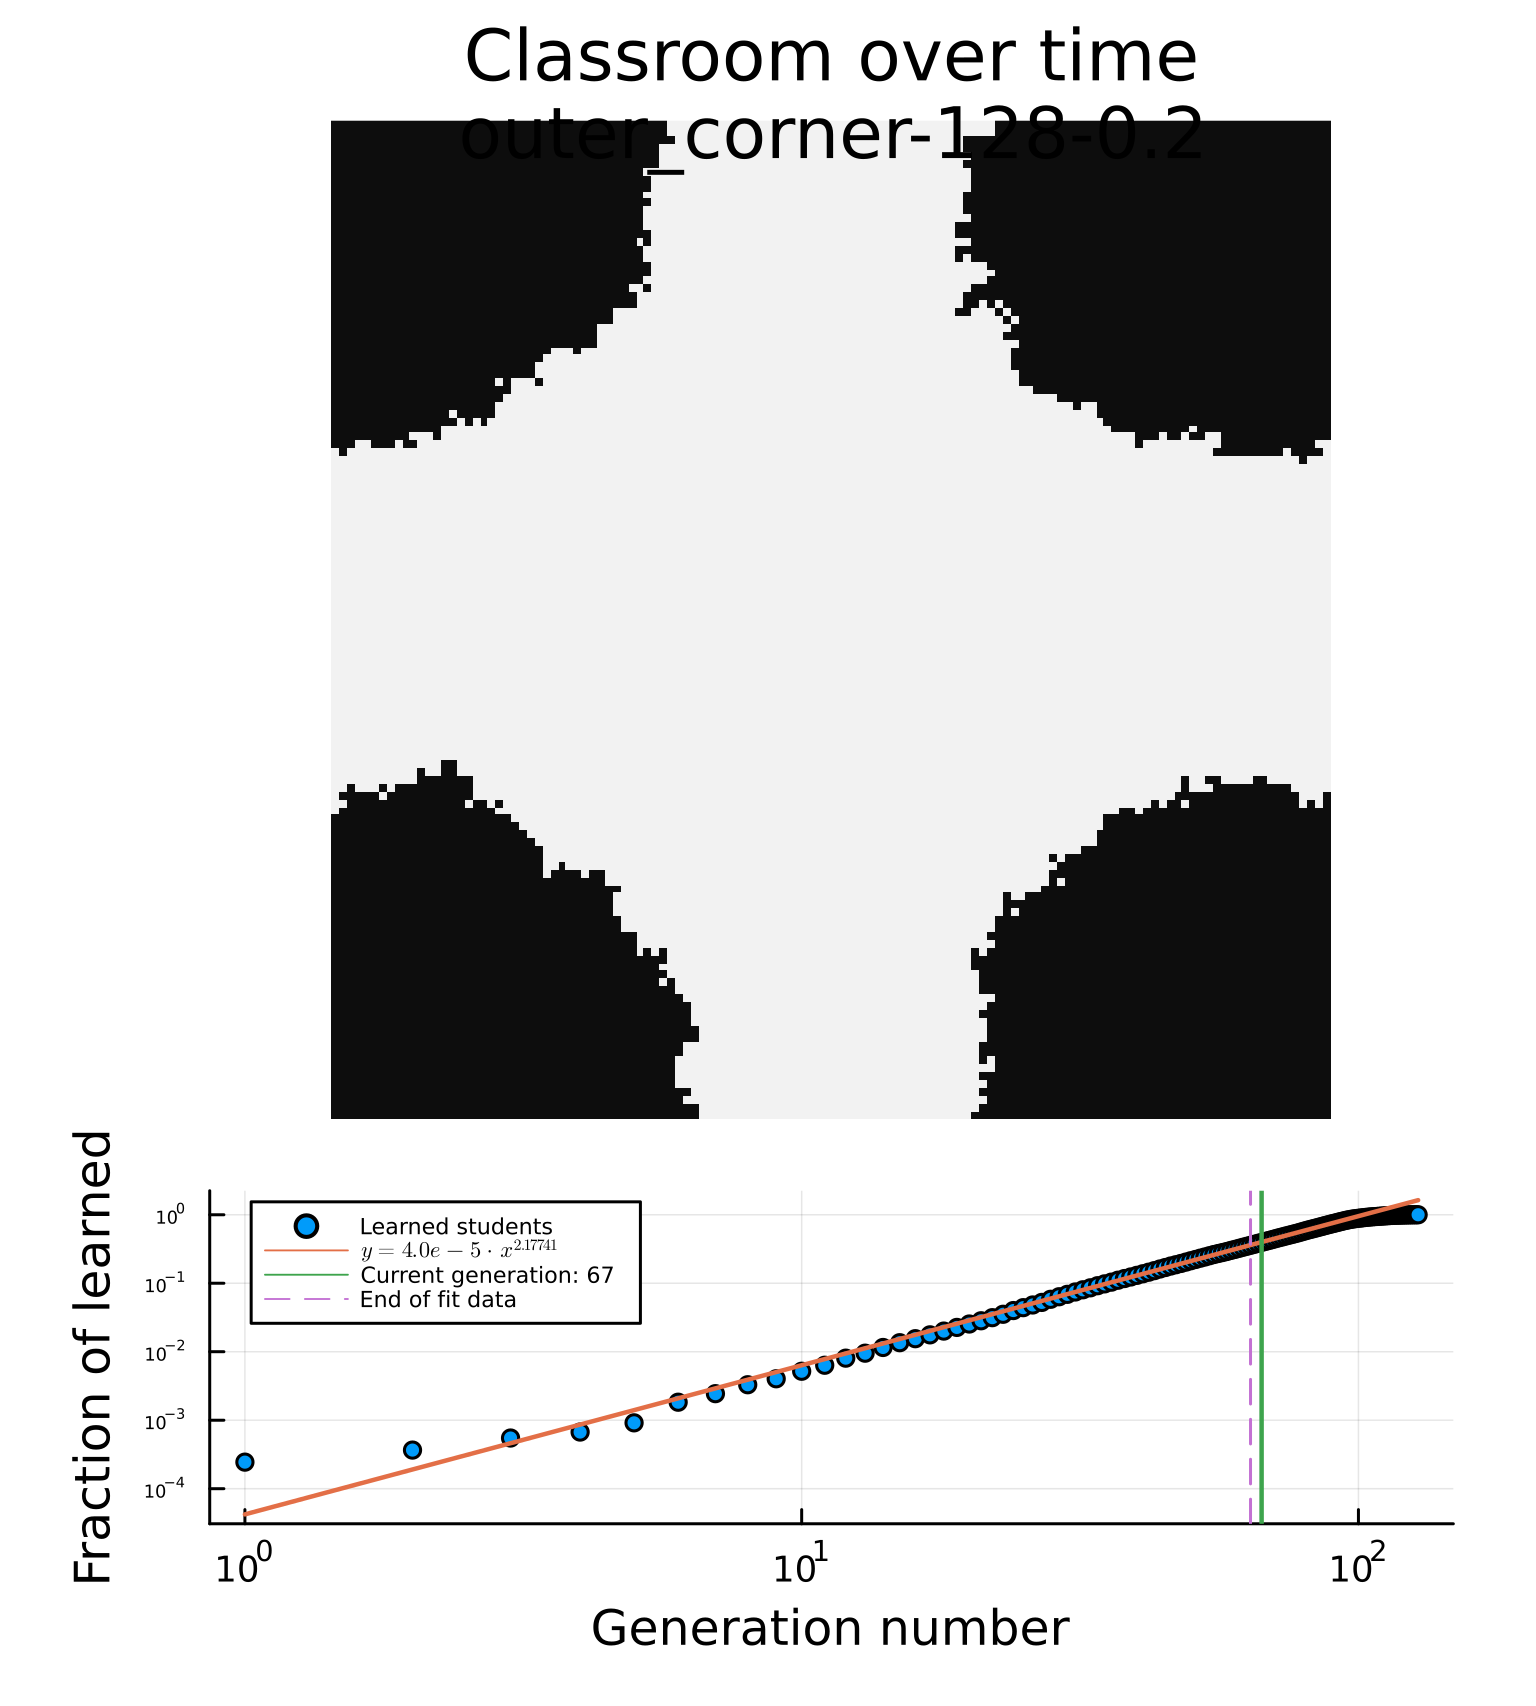 Classroom over time
outer_corner-128-0.2
Fraction of learned
10^0
10^-1
10^-2
10^-3
10^-4
Learned students
y = 4.0e − 5 · x^2.17741
Current generation: 67
End of fit data
10^0 10^1 10^2
Generation number